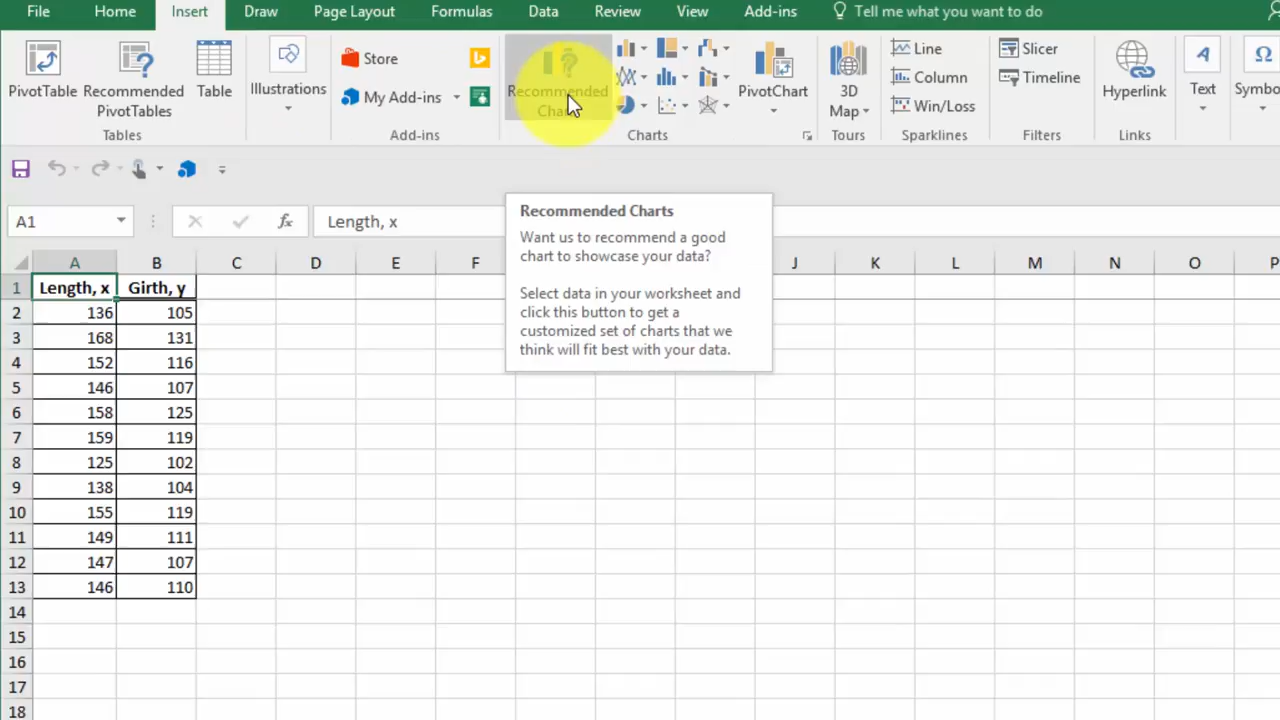 File Insert Home Draw Page Layout Formulas Data Review View Add-ins Tell me what you want to do
PivotTable Recommended PivotTables Table
Tables
Illustrations
Store
My Add-ins
Add-ins
Recommended
Charts
PivotChart
3D Map
Tours
Line
Column
Win/Loss
Sparklines
Slicer
Timeline
Filters
Hyperlink
Links
Text
A1 fx Length, x
Recommended Charts
Want us to recommend a good
chart to showcase your data?
Select data in your worksheet and
click this button to get a
customized set of charts that we
think will fit best with your data.
A B C D E F J K L M N O P
1 Length, x Girth, y
2 136 105
3 168 131
4 152 116
5 146 107
6 158 125
7 159 119
8 125 102
9 138 104
10 155 119
11 149 111
12 147 107
13 146 110
14
15
16
17
18